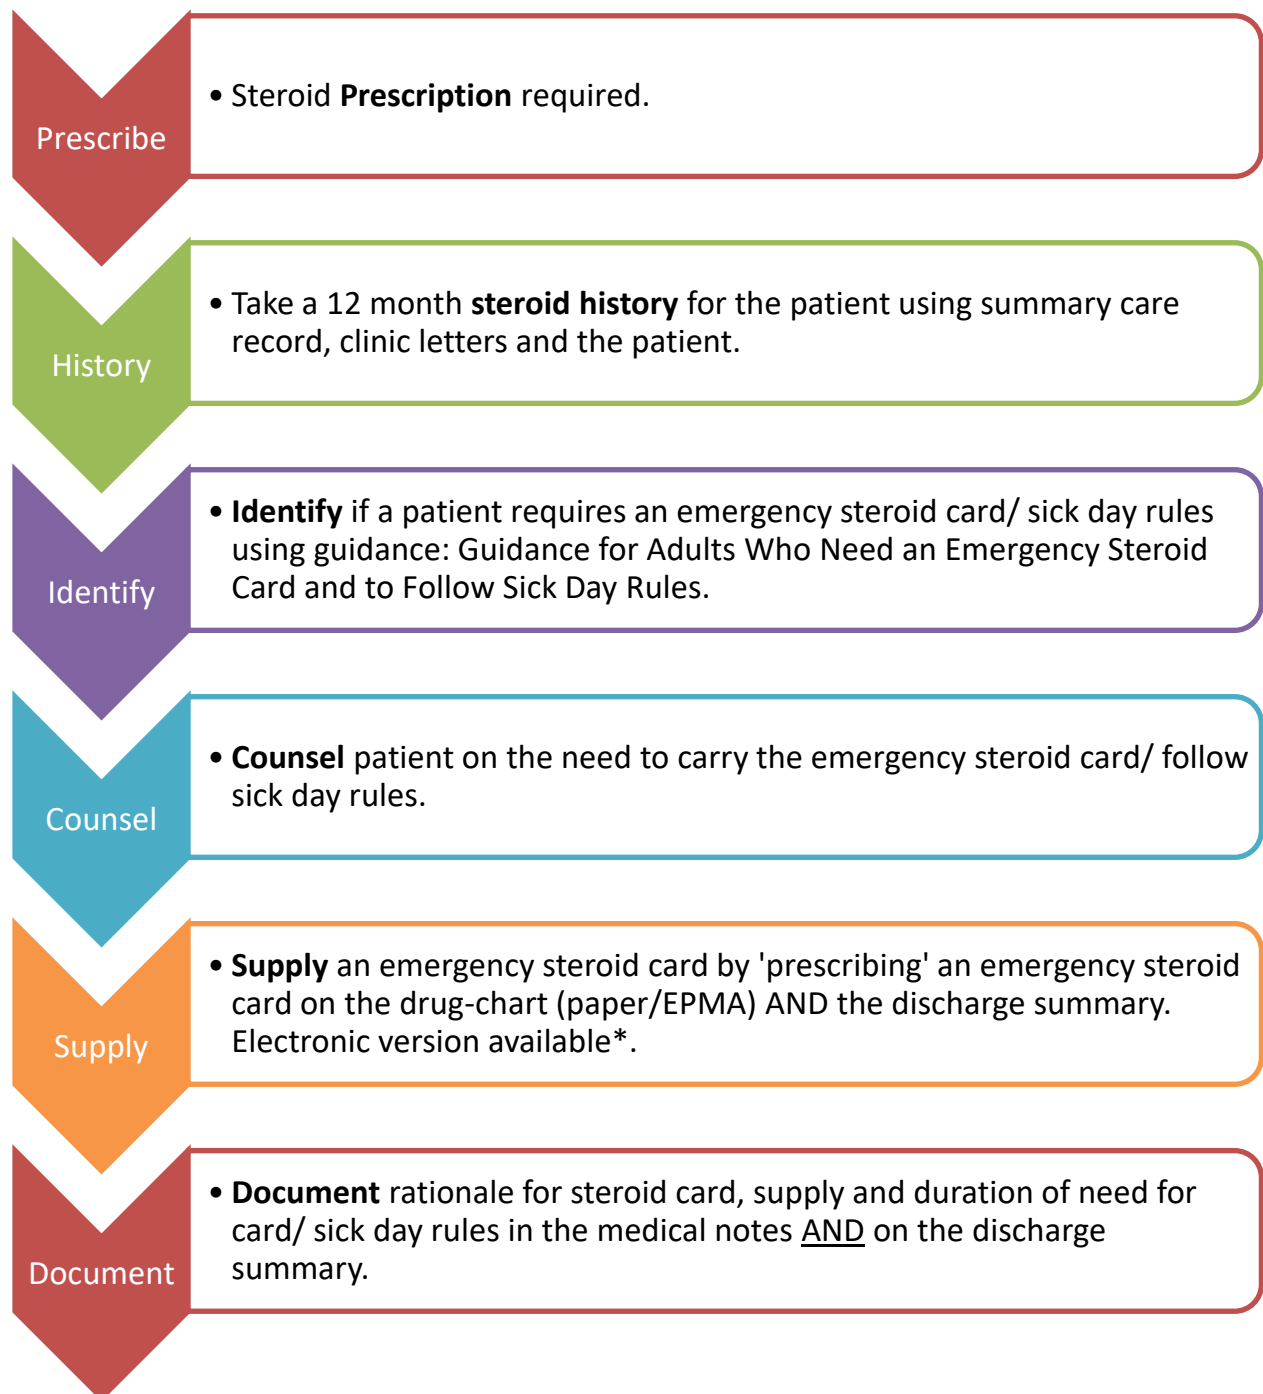 Prescribe
• Steroid Prescription required.
History
• Take a 12 month steroid history for the patient using summary care
record, clinic letters and the patient.
Identify
• Identify if a patient requires an emergency steroid card/ sick day rules
using guidance: Guidance for Adults Who Need an Emergency Steroid
Card and to Follow Sick Day Rules.
Counsel
• Counsel patient on the need to carry the emergency steroid card/ follow
sick day rules.
Supply
• Supply an emergency steroid card by 'prescribing' an emergency steroid
card on the drug-chart (paper/EPMA) AND the discharge summary.
Electronic version available*.
Document
• Document rationale for steroid card, supply and duration of need for
card/ sick day rules in the medical notes AND on the discharge
summary.